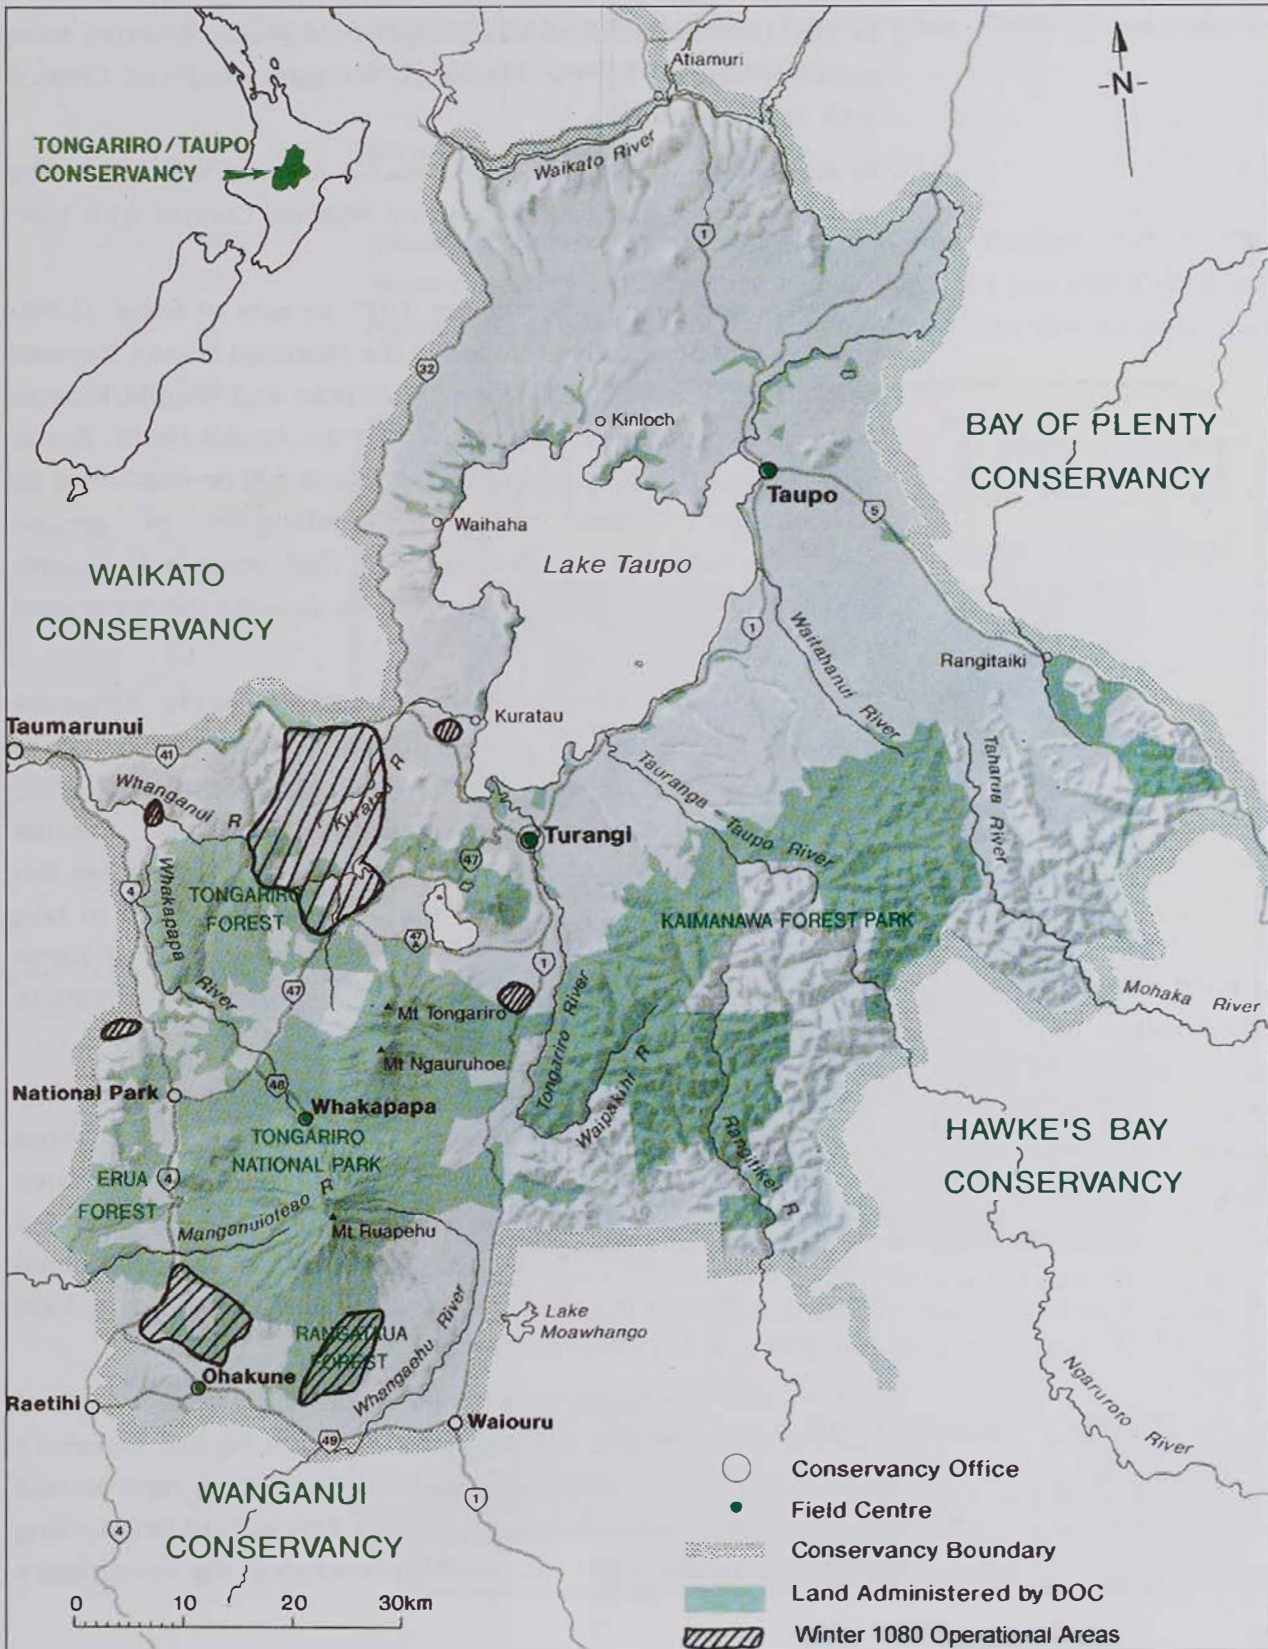 Atiamuri
-N-
TONGARIRO/TAUPO
CONSERVANCY
Waikato River
1
32
Kinloch
BAY OF PLENTY
CONSERVANCY
Taupo
5
Waihaha
Lake Taupo
WAIKATO
CONSERVANCY
1
Waitahanui River
Rangitaiki
Kuratau
Taumarunui
41
Whanganui R
Kuratau R
Tauranga - Taupo River
Taharua River
Turangi
47
4
Whakapapa River
TONGARIRO
FOREST
KAIMANAWA FOREST PARK
47A
1
47
Mt Tongariro
Tongariro River
Mohaka River
Mt Ngauruhoe
Waipakihi R
National Park
48
Whakapapa
TONGARIRO
NATIONAL PARK
Rangitikei R
HAWKE'S BAY
CONSERVANCY
ERUA
FOREST
4
Manganuioteao R
Mt Ruapehu
Lake
Moawhango
RANGATAUA
FOREST
Whangaehu River
Ohakune
Raetihi
Waiouru
49
Ngaruroro River
WANGANUI
CONSERVANCY
1
4
Conservancy Office
Field Centre
Conservancy Boundary
Land Administered by DOC
Winter 1080 Operational Areas
0 10 20 30km